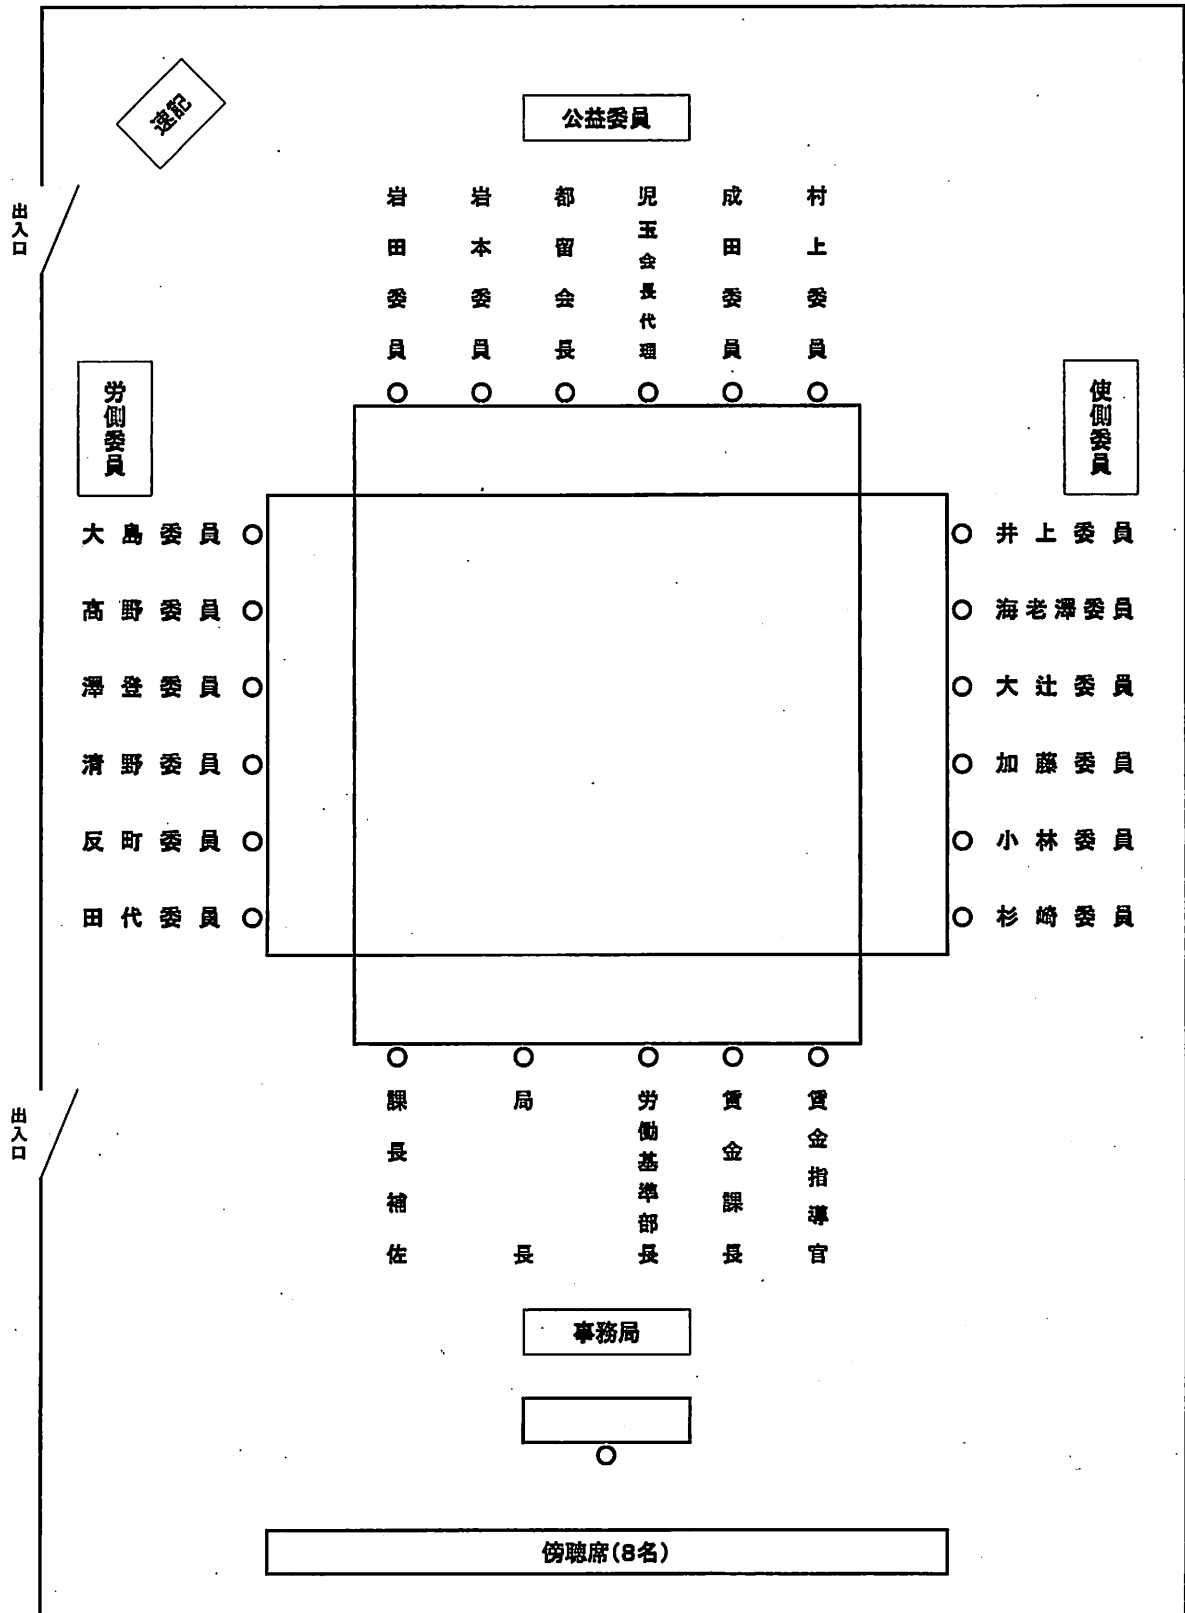 速記
公益委員
出入口
岩田委員
岩本委員
都留会長
児玉会長代理
成田委員
村上委員
労側委員
使側委員
大島委員
髙野委員
澤登委員
清野委員
反町委員
田代委員
井上委員
海老澤委員
大辻委員
加藤委員
小林委員
杉崎委員
出入口
課長補佐
局長
労働基準部長
賃金課長
賃金指導官
事務局
傍聴席(8名)